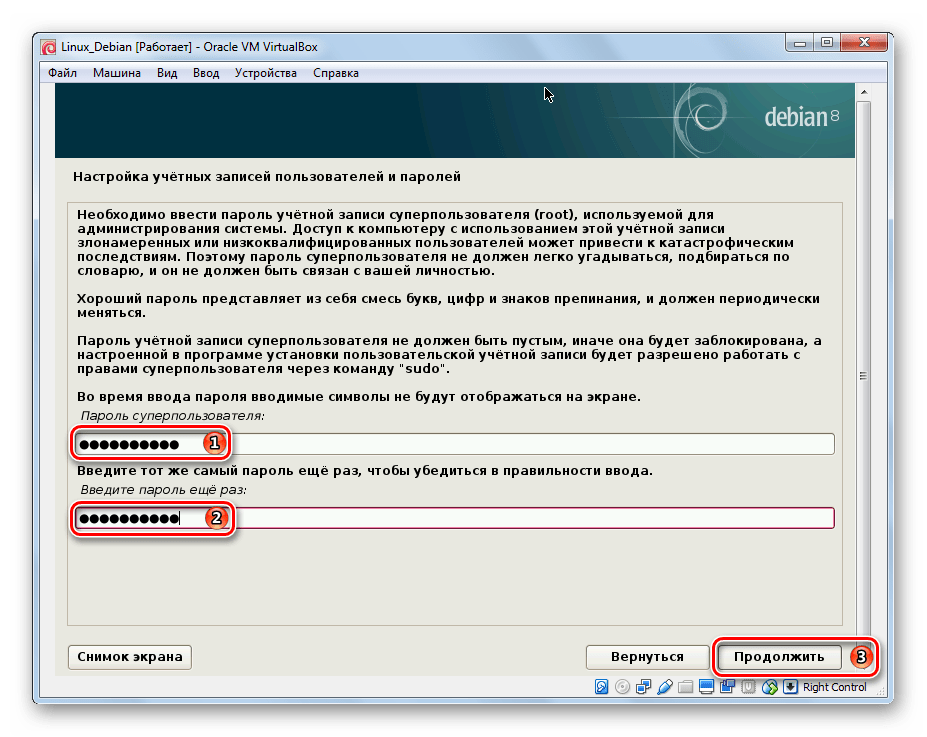 Linux_Debian [Работает] - Oracle VM VirtualBox
Файл Машина Вид Ввод Устройства Справка
debian 8
Настройка учётных записей пользователей и паролей
Необходимо ввести пароль учётной записи суперпользователя (root), используемой для
администрирования системы. Доступ к компьютеру с использованием этой учётной записи
злонамеренных или низкоквалифицированных пользователей может привести к катастрофическим
последствиям. Поэтому пароль суперпользователя не должен легко угадываться, подбираться по
словарю, и он не должен быть связан с вашей личностью.
Хороший пароль представляет из себя смесь букв, цифр и знаков препинания, и должен периодически
меняться.
Пароль учётной записи суперпользователя не должен быть пустым, иначе она будет заблокирована, а
настроенной в программе установки пользовательской учётной записи будет разрешено работать с
правами суперпользователя через команду "sudo".
Во время ввода пароля вводимые символы не будут отображаться на экране.
Пароль суперпользователя:
●●●●●●●●●● 1
Введите тот же самый пароль ещё раз, чтобы убедиться в правильности ввода.
Введите пароль ещё раз:
●●●●●●●●●● 2
Снимок экрана Вернуться Продолжить 3
Right Control